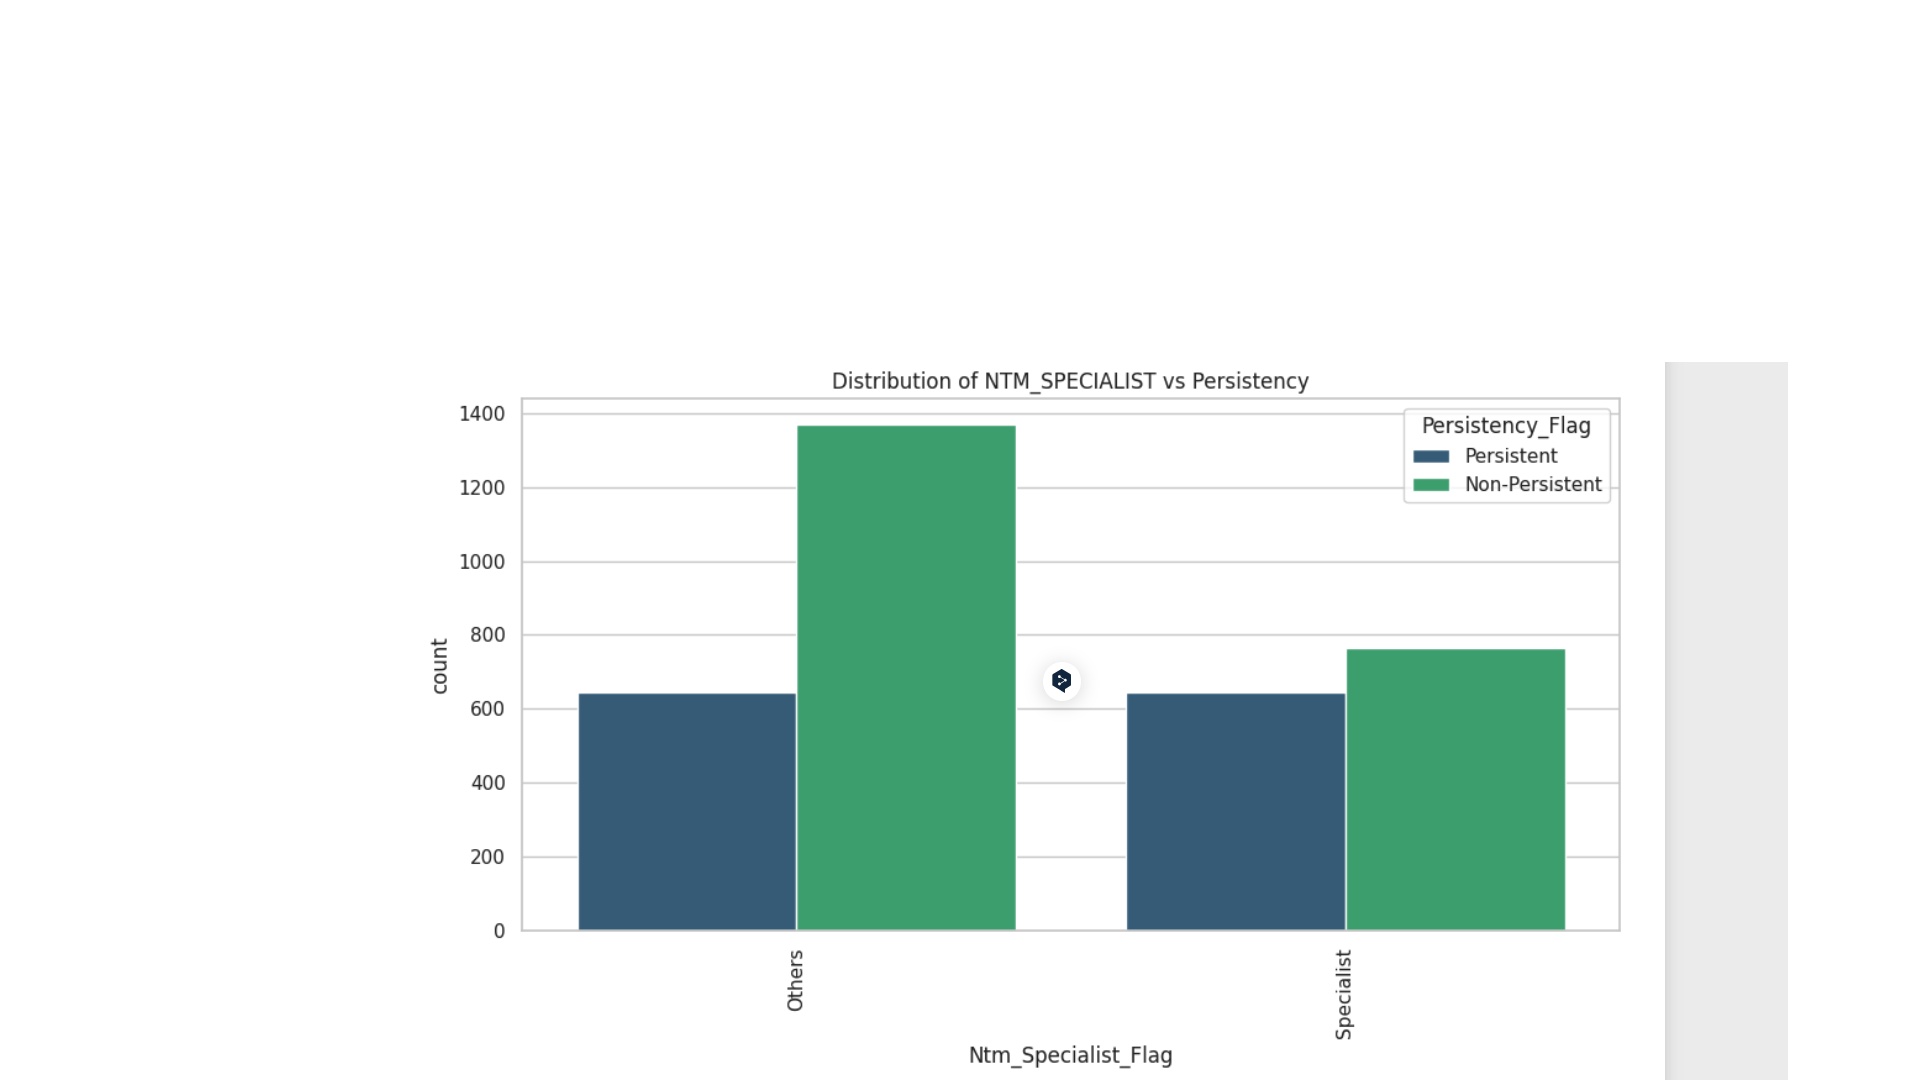 Distribution of NTM_SPECIALIST vs Persistency
1400
1200
1000
800
600
400
200
0
count
Persistency_Flag
Persistent
Non-Persistent
Others
Specialist
Ntm_Specialist_Flag